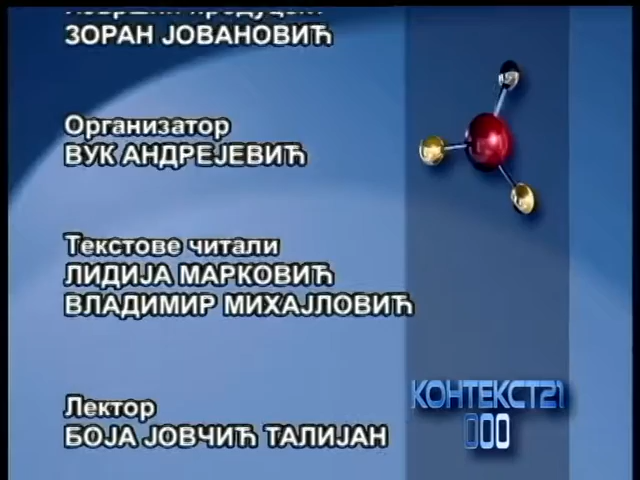 ЗОРАН ЈОВАНОВИЋ
Организатор
ВУК АНДРЕЈЕВИЋ
Текстове читали
ЛИДИЈА МАРКОВИЋ
ВЛАДИМИР МИХАЈЛОВИЋ
Лектор
БОЈА ЈОВЧИЋ ТАЛИЈАН
КОНТЕКСТ21
000